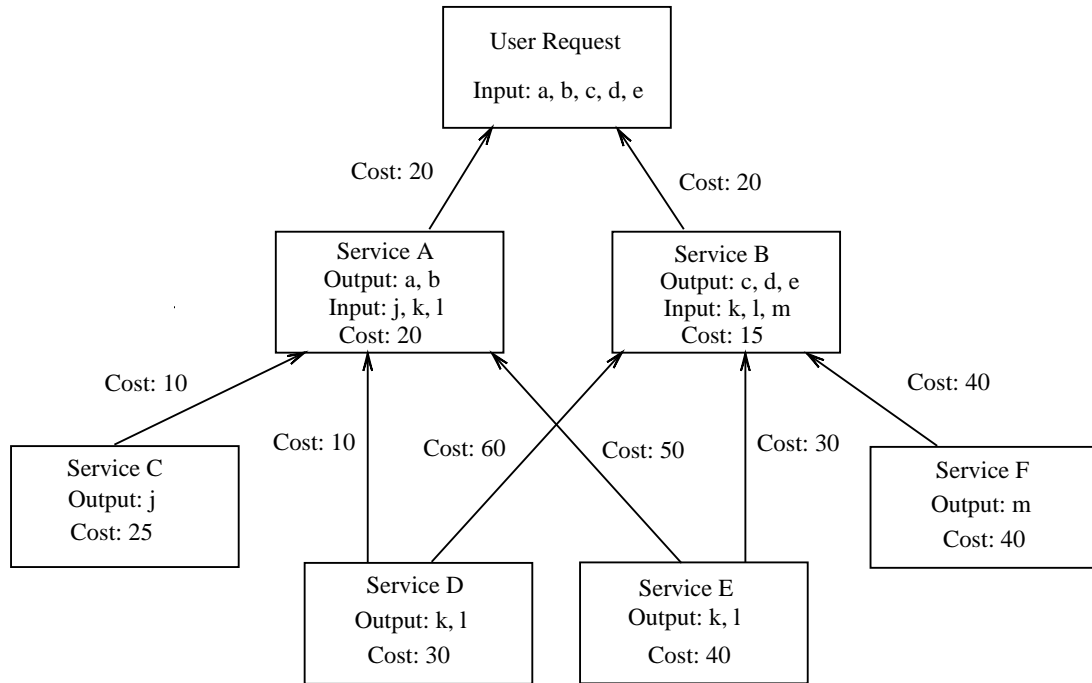 User Request
Input: a, b, c, d, e
Cost: 20
Cost: 20
Service A
Output: a, b
Input: j, k, l
Cost: 20
Service B
Output: c, d, e
Input: k, l, m
Cost: 15
Cost: 10
Cost: 10
Cost: 60
Cost: 50
Cost: 30
Cost: 40
Service C
Output: j
Cost: 25
Service D
Output: k, l
Cost: 30
Service E
Output: k, l
Cost: 40
Service F
Output: m
Cost: 40